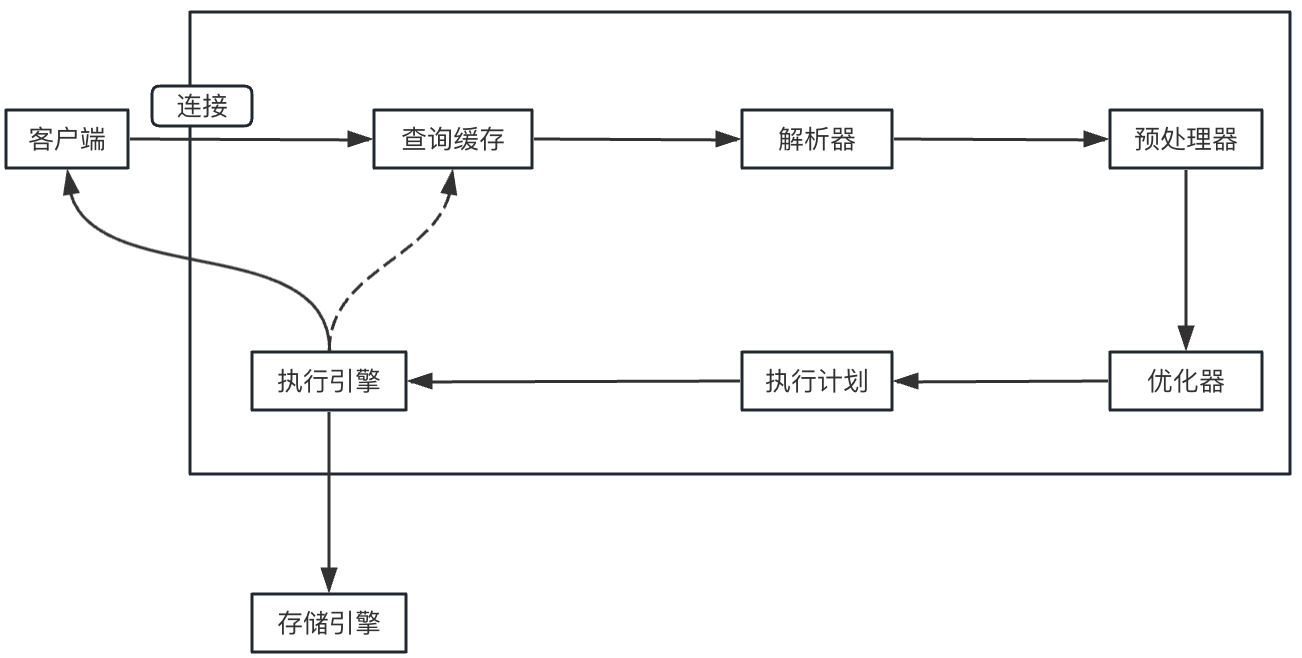 连接
客户端
查询缓存
解析器
预处理器
执行引擎
执行计划
优化器
存储引擎